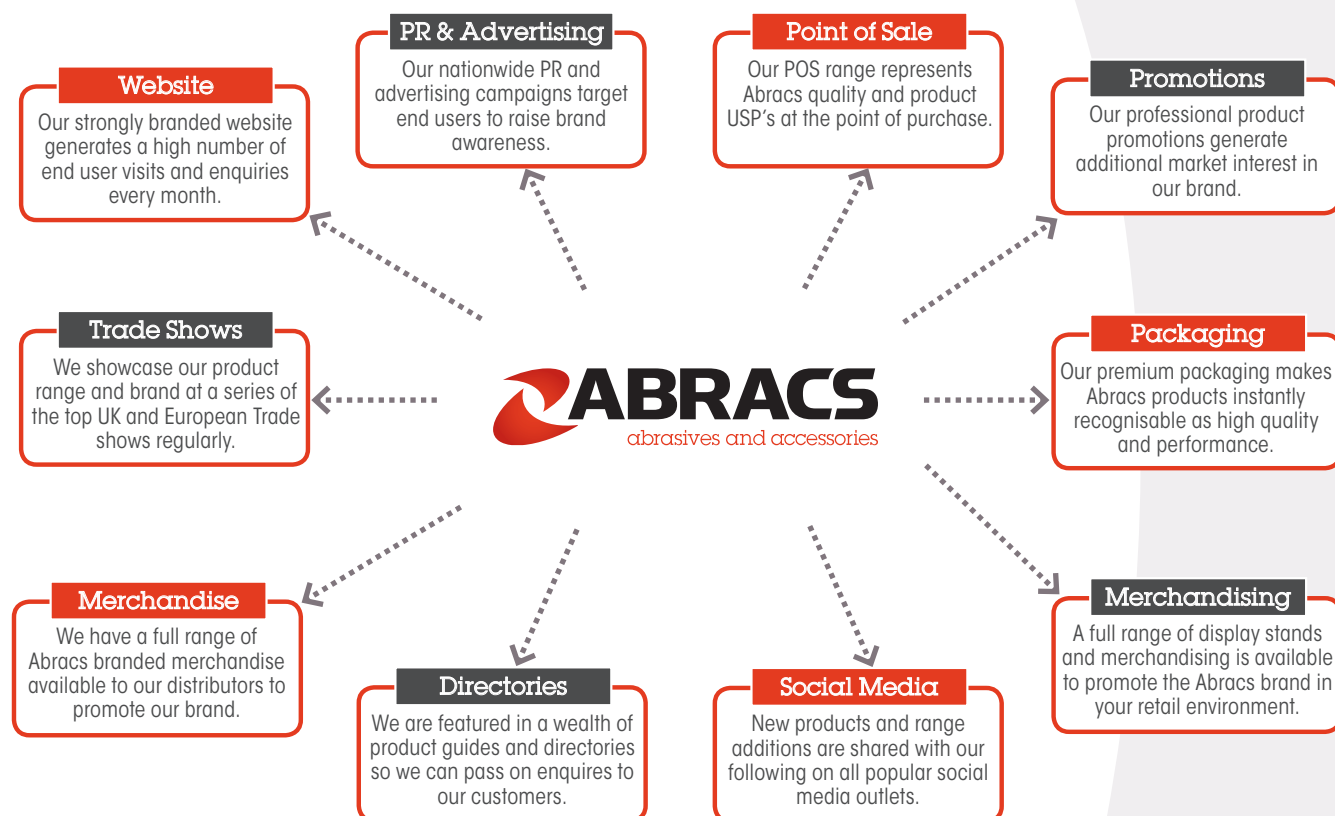 PR & Advertising
Our nationwide PR and
advertising campaigns target
end users to raise brand
awareness.
Point of Sale
Our POS range represents
Abracs quality and product
USP's at the point of purchase.
Website
Our strongly branded website
generates a high number of
end user visits and enquiries
every month.
Promotions
Our professional product
promotions generate
additional market interest in
our brand.
Trade Shows
We showcase our product
range and brand at a series of
the top UK and European Trade
shows regularly.
ABRACS
abrasives and accessories
Packaging
Our premium packaging makes
Abracs products instantly
recognisable as high quality
and performance.
Merchandise
We have a full range of
Abracs branded merchandise
available to our distributors to
promote our brand.
Directories
We are featured in a wealth of
product guides and directories
so we can pass on enquires to
our customers.
Social Media
New products and range
additions are shared with our
following on all popular social
media outlets.
Merchandising
A full range of display stands
and merchandising is available
to promote the Abracs brand in
your retail environment.